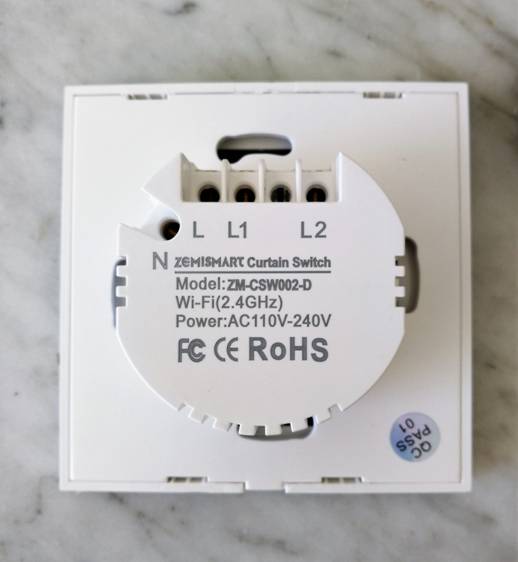 L L1 L2
N ZEMISMART Curtain Switch
Model:ZM-CSW002-D
Wi-Fi(2.4GHz)
Power:AC110V-240V
FC CE RoHS
QC
PASS
01